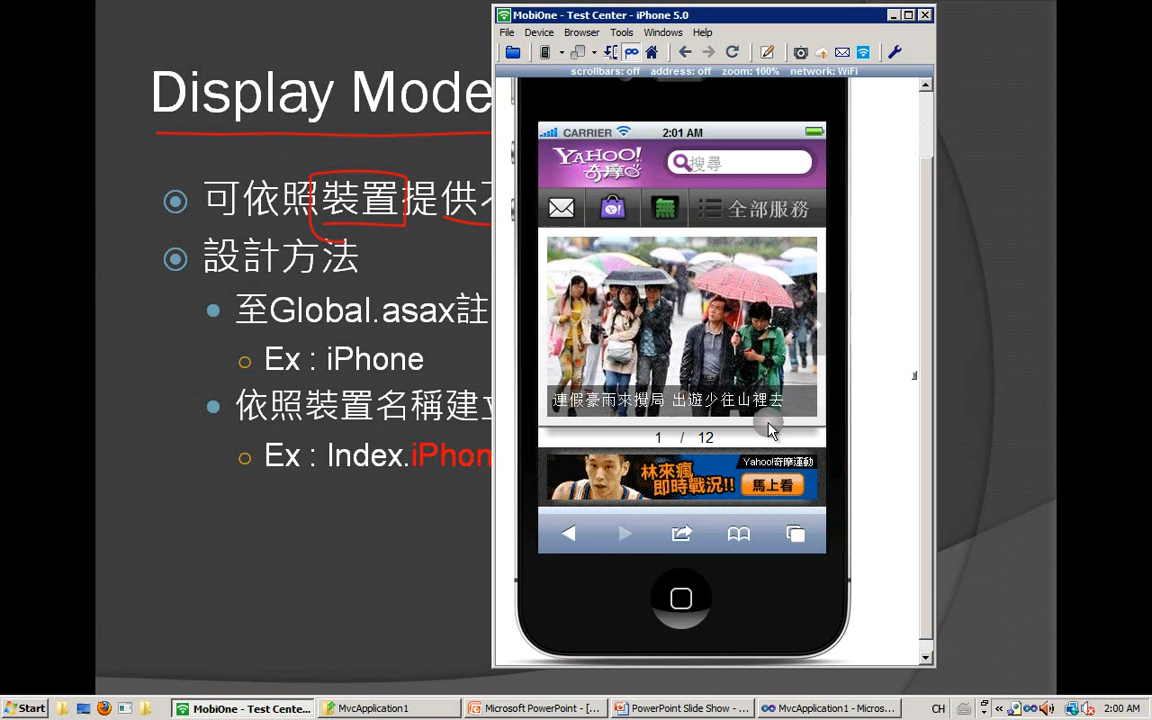 MobiOne - Test Center - iPhone 5.0
File Device Browser Tools Windows Help
scrollbars: off address: off zoom: 100% network: WiFi
Display Mode
可依照裝置提供不
設計方法
至Global.asax註
Ex : iPhone
依照裝置名稱建立
Ex : Index.iPhon
CARRIER 2:01 AM
YAHOO!
奇摩
搜尋
Y!
全部服務
連假豪雨來攪局 出遊少往山裡去
1 / 12
林來瘋
即時戰況!!
Yahoo!奇摩運動
馬上看
Start
MobiOne - Test Cente...
MvcApplication1
Microsoft PowerPoint - [...
PowerPoint Slide Show - ...
MvcApplication1 - Micros...
CH
2:00 AM